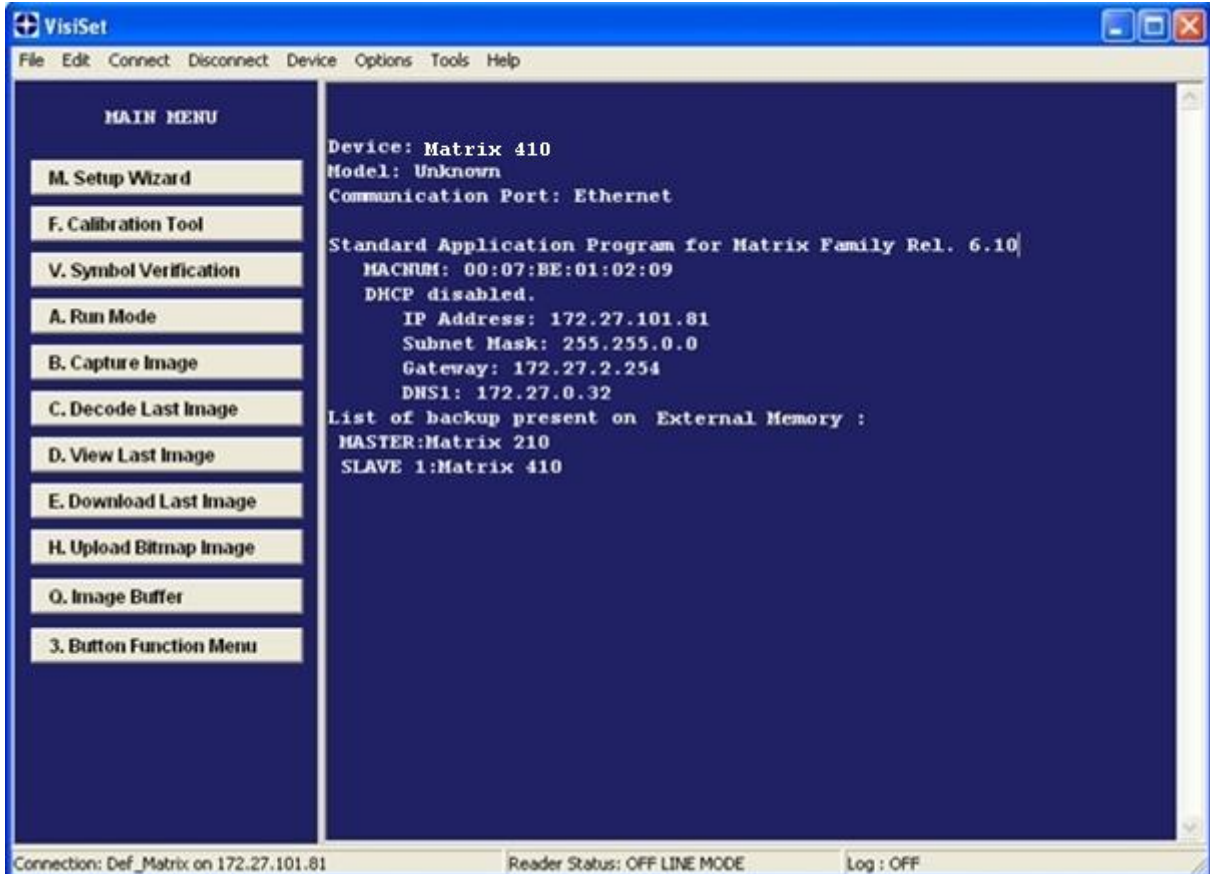 VisiSet
File Edit Connect Disconnect Device Options Tools Help
MAIN MENU
M. Setup Wizard
F. Calibration Tool
V. Symbol Verification
A. Run Mode
B. Capture Image
C. Decode Last Image
D. View Last Image
E. Download Last Image
H. Upload Bitmap Image
Q. Image Buffer
3. Button Function Menu
Device: Matrix 410
Model: Unknown
Communication Port: Ethernet
Standard Application Program for Matrix Family Rel. 6.10
MACNUM: 00:07:BE:01:02:09
DHCP disabled.
IP Address: 172.27.101.81
Subnet Mask: 255.255.0.0
Gateway: 172.27.2.254
DNS1: 172.27.0.32
List of backup present on External Memory :
MASTER:Matrix 210
SLAVE 1:Matrix 410
Connection: Def_Matrix on 172.27.101.81
Reader Status: OFF LINE MODE
Log : OFF